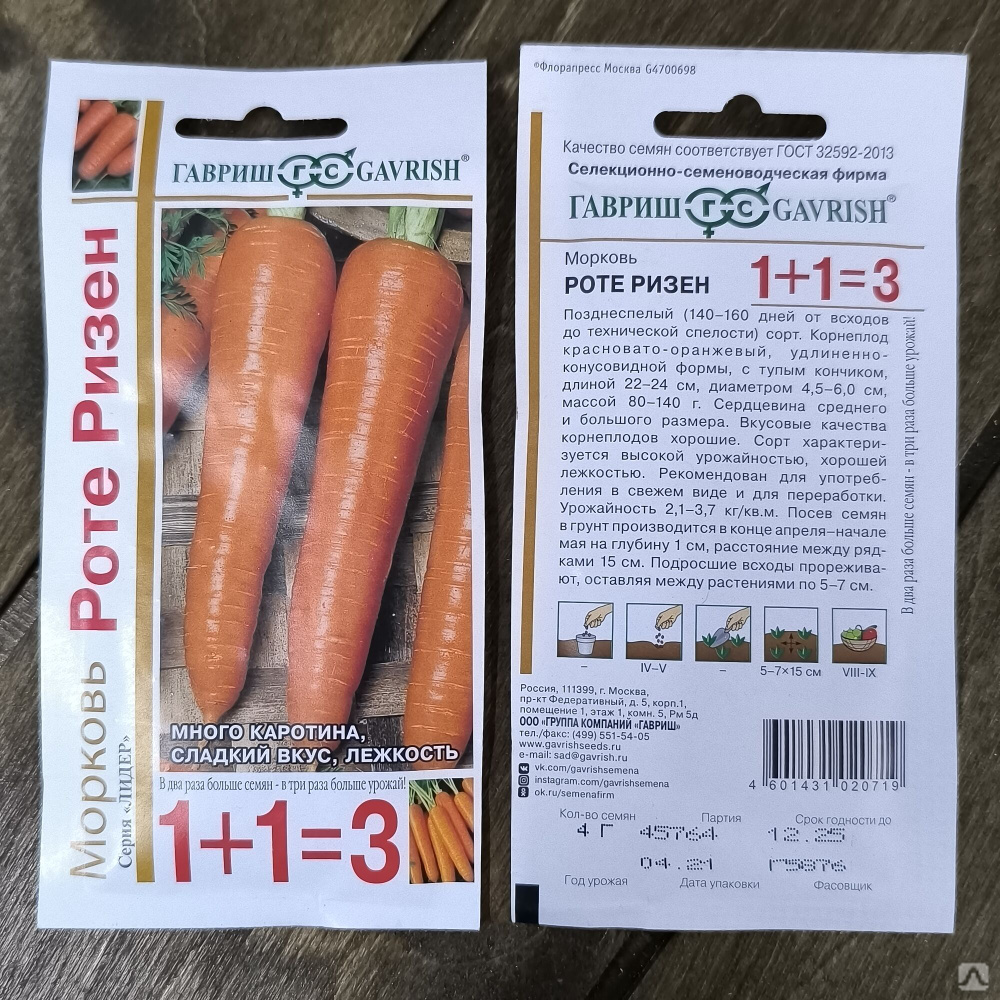 ГАВРИШ ГС GAVRISH®
Морковь Роте Ризен
Серия «ЛИДЕР»
МНОГО КАРОТИНА,
СЛАДКИЙ ВКУС, ЛЕЖКОСТЬ
В два раза больше семян - в три раза больше урожай!
1+1=3
®Флорапресс Москва G4700698
Качество семян соответствует ГОСТ 32592-2013
Селекционно-семеноводческая фирма
ГАВРИШ ГС GAVRISH®
Морковь
РОТЕ РИЗЕН
1+1=3
Позднеспелый (140–160 дней от всходов
до технической спелости) сорт. Корнеплод
красновато-оранжевый, удлиненно-
конусовидной формы, с тупым кончиком,
длиной 22–24 см, диаметром 4,5–6,0 см,
массой 80–140 г. Сердцевина среднего
и большого размера. Вкусовые качества
корнеплодов хорошие. Сорт характери-
зуется высокой урожайностью, хорошей
лежкостью. Рекомендован для употреб-
ления в свежем виде и для переработки.
Урожайность 2,1–3,7 кг/кв.м. Посев семян
в грунт производится в конце апреля–начале
мая на глубину 1 см, расстояние между ряд-
ками 15 см. Подросшие всходы прорежива-
ют, оставляя между растениями по 5–7 см.
В два раза больше семян - в три раза больше урожай!
– IV–V – 5–7×15 см VIII-IX
Россия, 111399, г. Москва,
пр-кт Федеративный, д. 5, корп.1,
помещение 1, этаж 1, комн. 5, Рм 5д
ООО «ГРУППА КОМПАНИЙ «ГАВРИШ»
тел./факс: (499) 551-54-05
www.gavrishseeds.ru
e-mail: sad@gavrish.ru
vk.com/gavrishsemena
instagram.com/gavrishsemena
ok.ru/semenafirm
4 601431 020719
Кол-во семян Партия Срок годности до
4 Г 45764 12.25
04.21 Г5876
Год урожая Дата упаковки Фасовщик